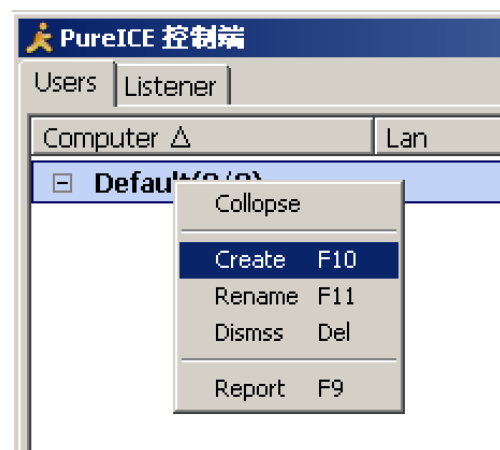 PureICE 控制端
Users Listener
Computer Lan
Collopse
Create F10
Rename F11
Dismss Del
Report F9